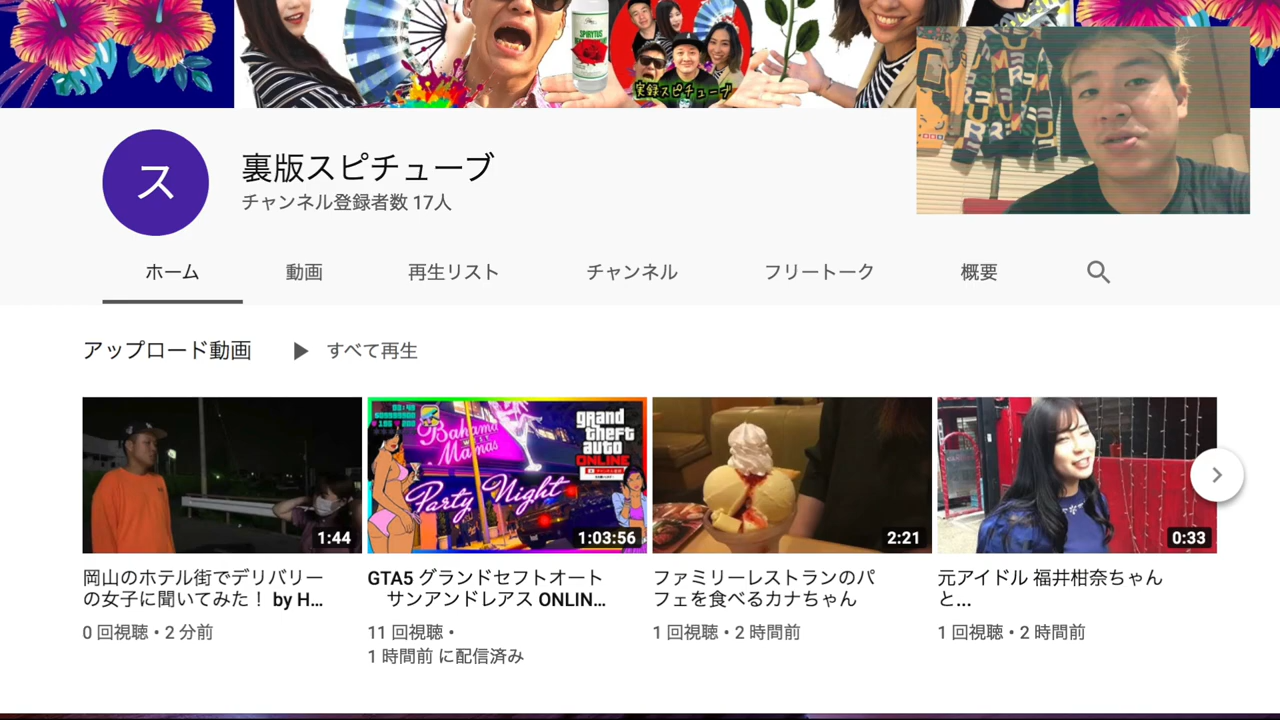 SPIRYTUS
実録スピチューブ
ス
裏版スピチューブ
チャンネル登録者数 17人
ホーム
動画
再生リスト
チャンネル
フリートーク
概要
アップロード動画
すべて再生
Bahama
Mamas
Party Night
grand
theft
auto
ONLINE
1:44
1:03:56
2:21
0:33
岡山のホテル街でデリバリー
の女子に聞いてみた！ by H...
0 回視聴・2 分前
GTA5 グランドセフトオート
サンアンドレアス ONLIN...
11 回視聴・
1 時間前 に配信済み
ファミリーレストランのパ
フェを食べるカナちゃん
1 回視聴・2 時間前
元アイドル 福井柑奈ちゃん
と...
1 回視聴・2 時間前